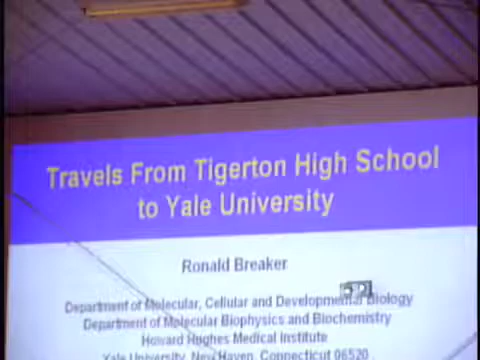 Travels From Tigerton High School
to Yale University
Ronald Breaker
Department of Molecular, Cellular and Developmental Biology
Department of Molecular Biophysics and Biochemistry
Howard Hughes Medical Institute
Yale University, New Haven, Connecticut 06520